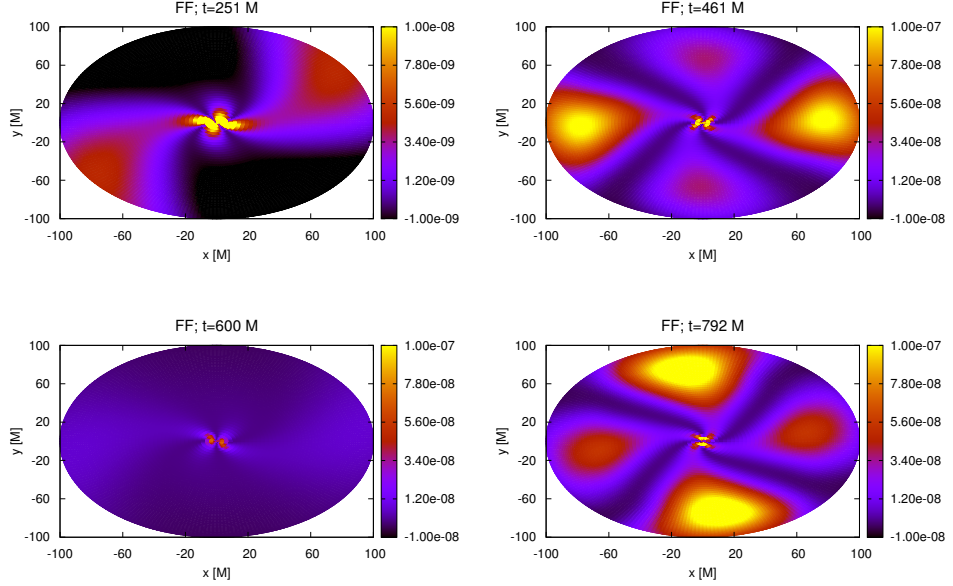 FF; t=251 M
100
60
20
-20
-60
-100
y [M]
-100 -60 -20 20 60 100
x [M]
1.00e-08
7.80e-09
5.60e-09
3.40e-09
1.20e-09
-1.00e-09
FF; t=461 M
100
60
20
-20
-60
-100
y [M]
-100 -60 -20 20 60 100
x [M]
1.00e-07
7.80e-08
5.60e-08
3.40e-08
1.20e-08
-1.00e-08
FF; t=600 M
100
60
20
-20
-60
-100
y [M]
-100 -60 -20 20 60 100
x [M]
1.00e-07
7.80e-08
5.60e-08
3.40e-08
1.20e-08
-1.00e-08
FF; t=792 M
100
60
20
-20
-60
-100
y [M]
-100 -60 -20 20 60 100
x [M]
1.00e-07
7.80e-08
5.60e-08
3.40e-08
1.20e-08
-1.00e-08